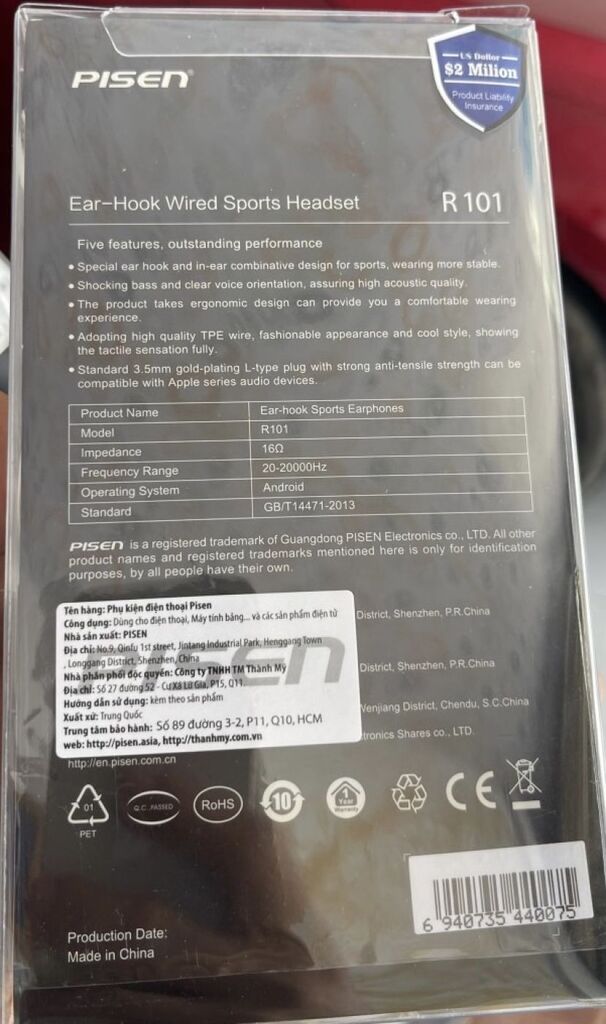 PISEN®
US Dollor
$2 Milion
Product Liability
Insurance
Ear-Hook Wired Sports Headset
R101
Five features, outstanding performance
• Special ear hook and in-ear combinative design for sports, wearing more stable.
• Shocking bass and clear voice orientation, assuring high acoustic quality.
• The product takes ergonomic design can provide you a comfortable wearing
experience.
• Adopting high quality TPE wire, fashionable appearance and cool style, showing
the tactile sensation fully.
• Standard 3.5mm gold-plating L-type plug with strong anti-tensile strength can be
compatible with Apple series audio devices.
Product Name Ear-hook Sports Earphones
Model R101
Impedance 16Ω
Frequency Range 20-20000Hz
Operating System Android
Standard GB/T14471-2013
PISEN is a registered trademark of Guangdong PISEN Electronics co., LTD. All other
product names and registered trademarks mentioned here is only for identification
purposes, by all people have their own.
Tên hàng: Phụ kiện điện thoại Pisen
Công dụng: Dùng cho điện thoại, Máy tính bảng... và các sản phẩm điện tử
Nhà sản xuất: PISEN
Địa chỉ: No.9, Qinfu 1st street, Jintang Industrial Park, Henggang Town
, Longgang District, Shenzhen, China
Nhà phân phối độc quyền: Công ty TNHH TM Thành Mỹ
Địa chỉ: Số 27 đường 52 - Cư Xá Lữ Gia, P15, Q11.
Hướng dẫn sử dụng: kèm theo sản phẩm
Xuất xứ: Trung Quốc
Trung tâm bảo hành: Số 89 đường 3-2, P11, Q10, HCM
web: http://pisen.asia, http://thanhmy.com.vn
District, Shenzhen, P.R.China
District, Shenzhen, P.R.China
Wenjiang District, Chendu, S.C.China
tronics Shares co., LTD.
PISEN
http://en.pisen.com.cn
01
PET
Q.C. PASSED
RoHS
10
1
Year
Warranty
CE
6 940735 440075
Production Date:
Made in China